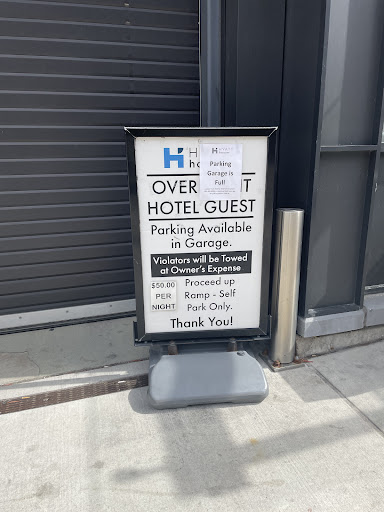 H
Parking
Garage is
Full
HOTEL GUEST
Parking Available
in Garage.
Violators will be Towed
at Owner's Expense
$50.00
PER
NIGHT
Proceed up
Ramp - Self
Park Only.
Thank You!